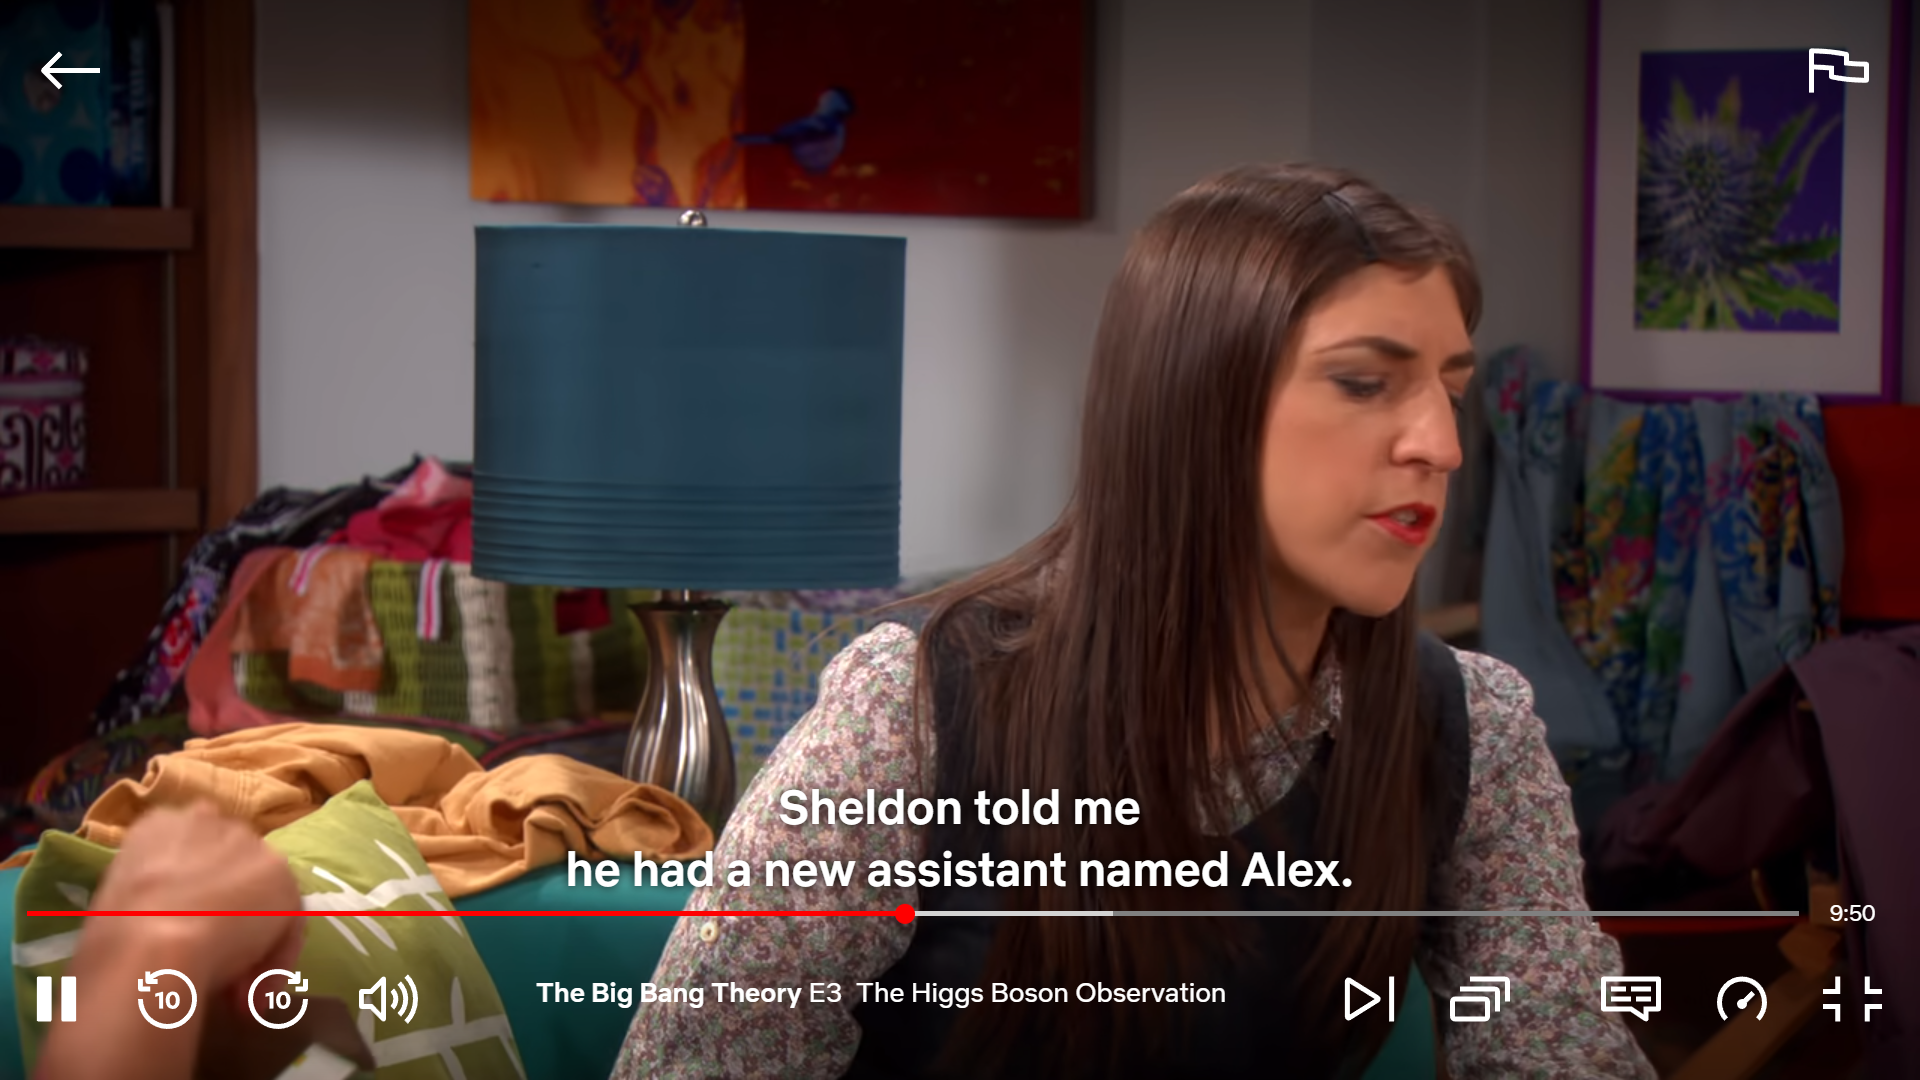 Sheldon told me
he had a new assistant named Alex.
9:50
10
10
The Big Bang Theory E3 The Higgs Boson Observation